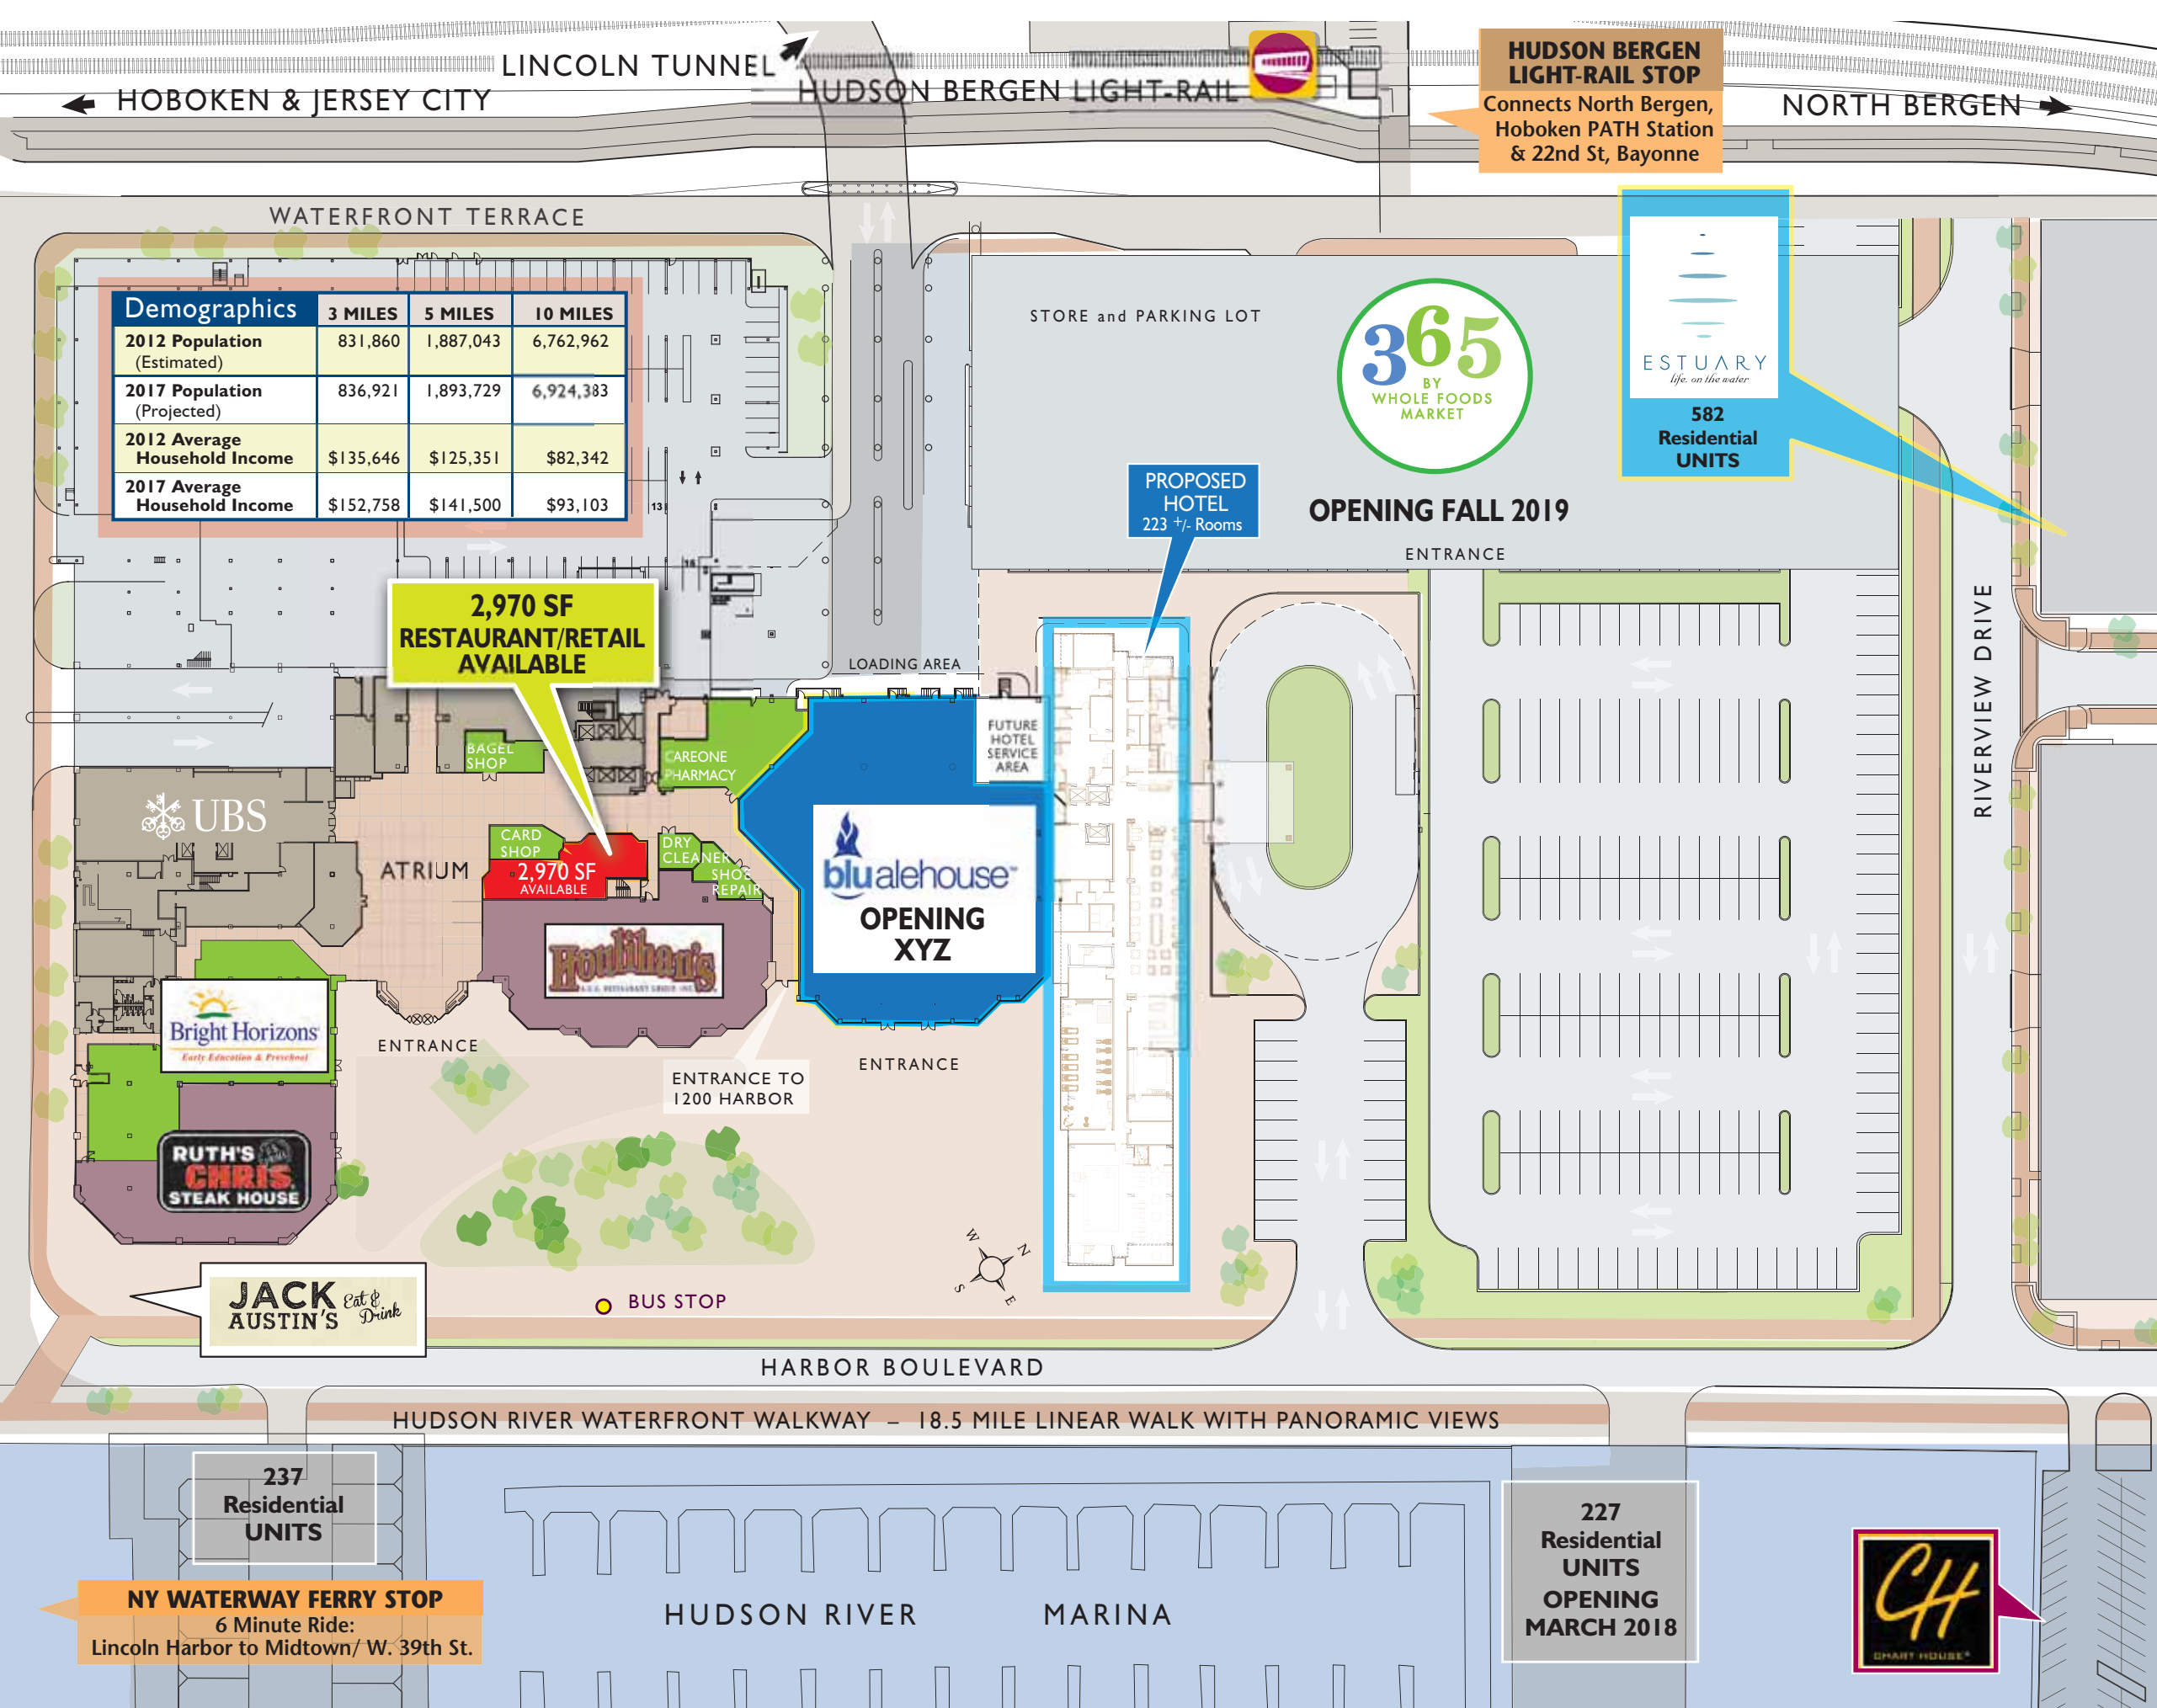 LINCOLN TUNNEL
HOBOKEN & JERSEY CITY
HUDSON BERGEN LIGHT-RAIL
HUDSON BERGEN
LIGHT-RAIL STOP
Connects North Bergen,
Hoboken PATH Station
& 22nd St, Bayonne
NORTH BERGEN
WATERFRONT TERRACE
Demographics 3 MILES 5 MILES 10 MILES
2012 Population 831,860 1,887,043 6,762,962
(Estimated)
2017 Population 836,921 1,893,729 6,924,383
(Projected)
2012 Average
Household Income $135,646 $125,351 $82,342
2017 Average
Household Income $152,758 $141,500 $93,103
13
16
STORE and PARKING LOT
365
BY
WHOLE FOODS
MARKET
OPENING FALL 2019
ENTRANCE
ESTUARY
life. on the water
582
Residential
UNITS
PROPOSED
HOTEL
223 +/- Rooms
2,970 SF
RESTAURANT/RETAIL
AVAILABLE
LOADING AREA
RIVERVIEW DRIVE
BAGEL
SHOP
CAREONE
PHARMACY
FUTURE
HOTEL
SERVICE
AREA
UBS
ATRIUM
CARD
SHOP
2,970 SF
AVAILABLE
DRY
CLEANER
SHOE
REPAIR
blualehouse™
OPENING
XYZ
Houlihan's
Bright Horizons
Early Education & Preschool
ENTRANCE
ENTRANCE
ENTRANCE TO
1200 HARBOR
RUTH'S
CHRIS
STEAK HOUSE
W
N
S
E
JACK
AUSTIN'S
Eat &
Drink
BUS STOP
HARBOR BOULEVARD
HUDSON RIVER WATERFRONT WALKWAY – 18.5 MILE LINEAR WALK WITH PANORAMIC VIEWS
237
Residential
UNITS
NY WATERWAY FERRY STOP
6 Minute Ride:
Lincoln Harbor to Midtown/ W. 39th St.
HUDSON RIVER MARINA
227
Residential
UNITS
OPENING
MARCH 2018
CH
CHART HOUSE®